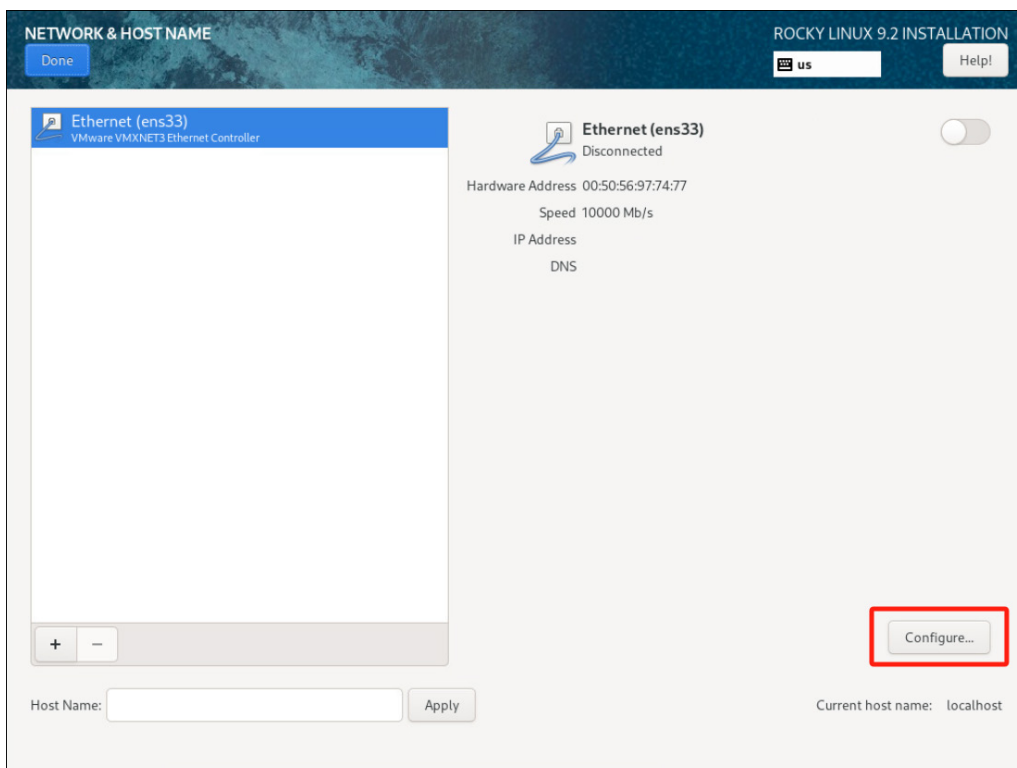 NETWORK & HOST NAME
ROCKY LINUX 9.2 INSTALLATION
Done
us
Help!
Ethernet (ens33)
VMware VMXNET3 Ethernet Controller
Ethernet (ens33)
Disconnected
Hardware Address 00:50:56:97:74:77
Speed 10000 Mb/s
IP Address
DNS
+ −
Configure...
Host Name:
Apply
Current host name: localhost